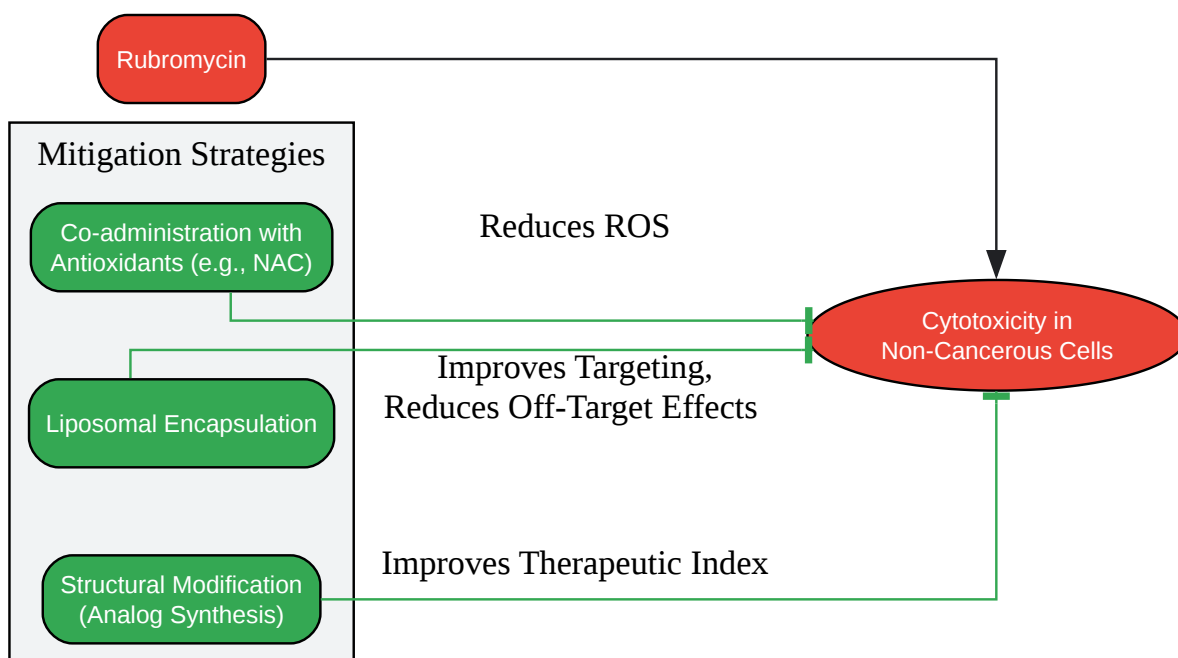 Rubromycin
Mitigation Strategies
Co-administration with
Antioxidants (e.g., NAC)
Reduces ROS
Cytotoxicity in
Non-Cancerous Cells
Improves Targeting,
Reduces Off-Target Effects
Liposomal Encapsulation
Improves Therapeutic Index
Structural Modification
(Analog Synthesis)